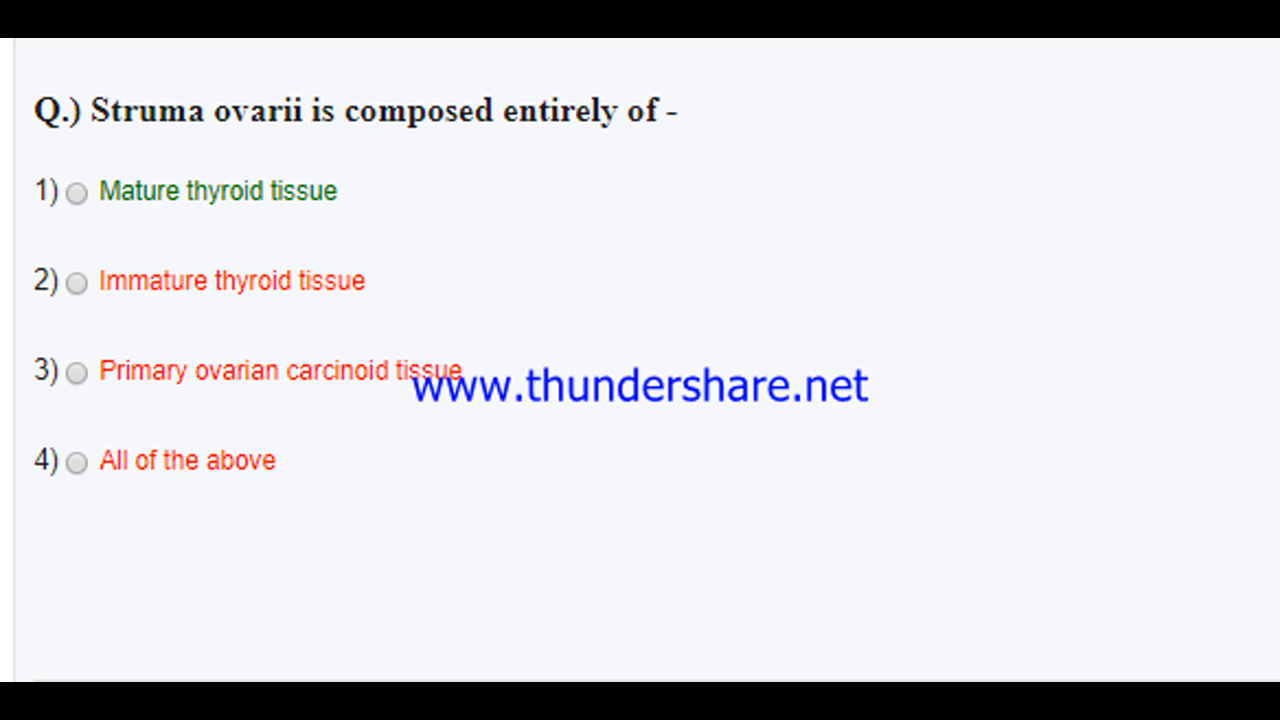 Q.) Struma ovarii is composed entirely of -
1) Mature thyroid tissue
2) Immature thyroid tissue
3) Primary ovarian carcinoid tissue
www.thundershare.net
4) All of the above